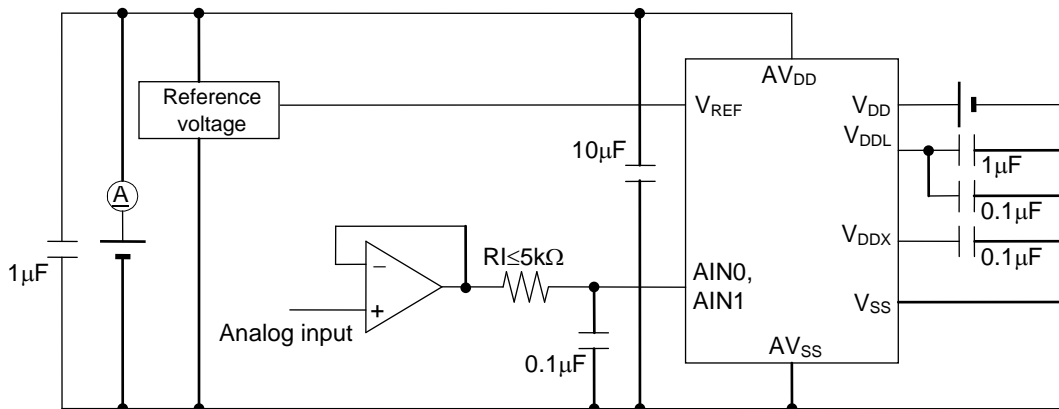 AVDD
Reference
voltage
VREF
VDD
VDDL
10μF
1μF
A
0.1μF
VDDX
0.1μF
1μF
RI≤5kΩ
−
AIN0,
AIN1
+
VSS
Analog input
0.1μF
AVSS